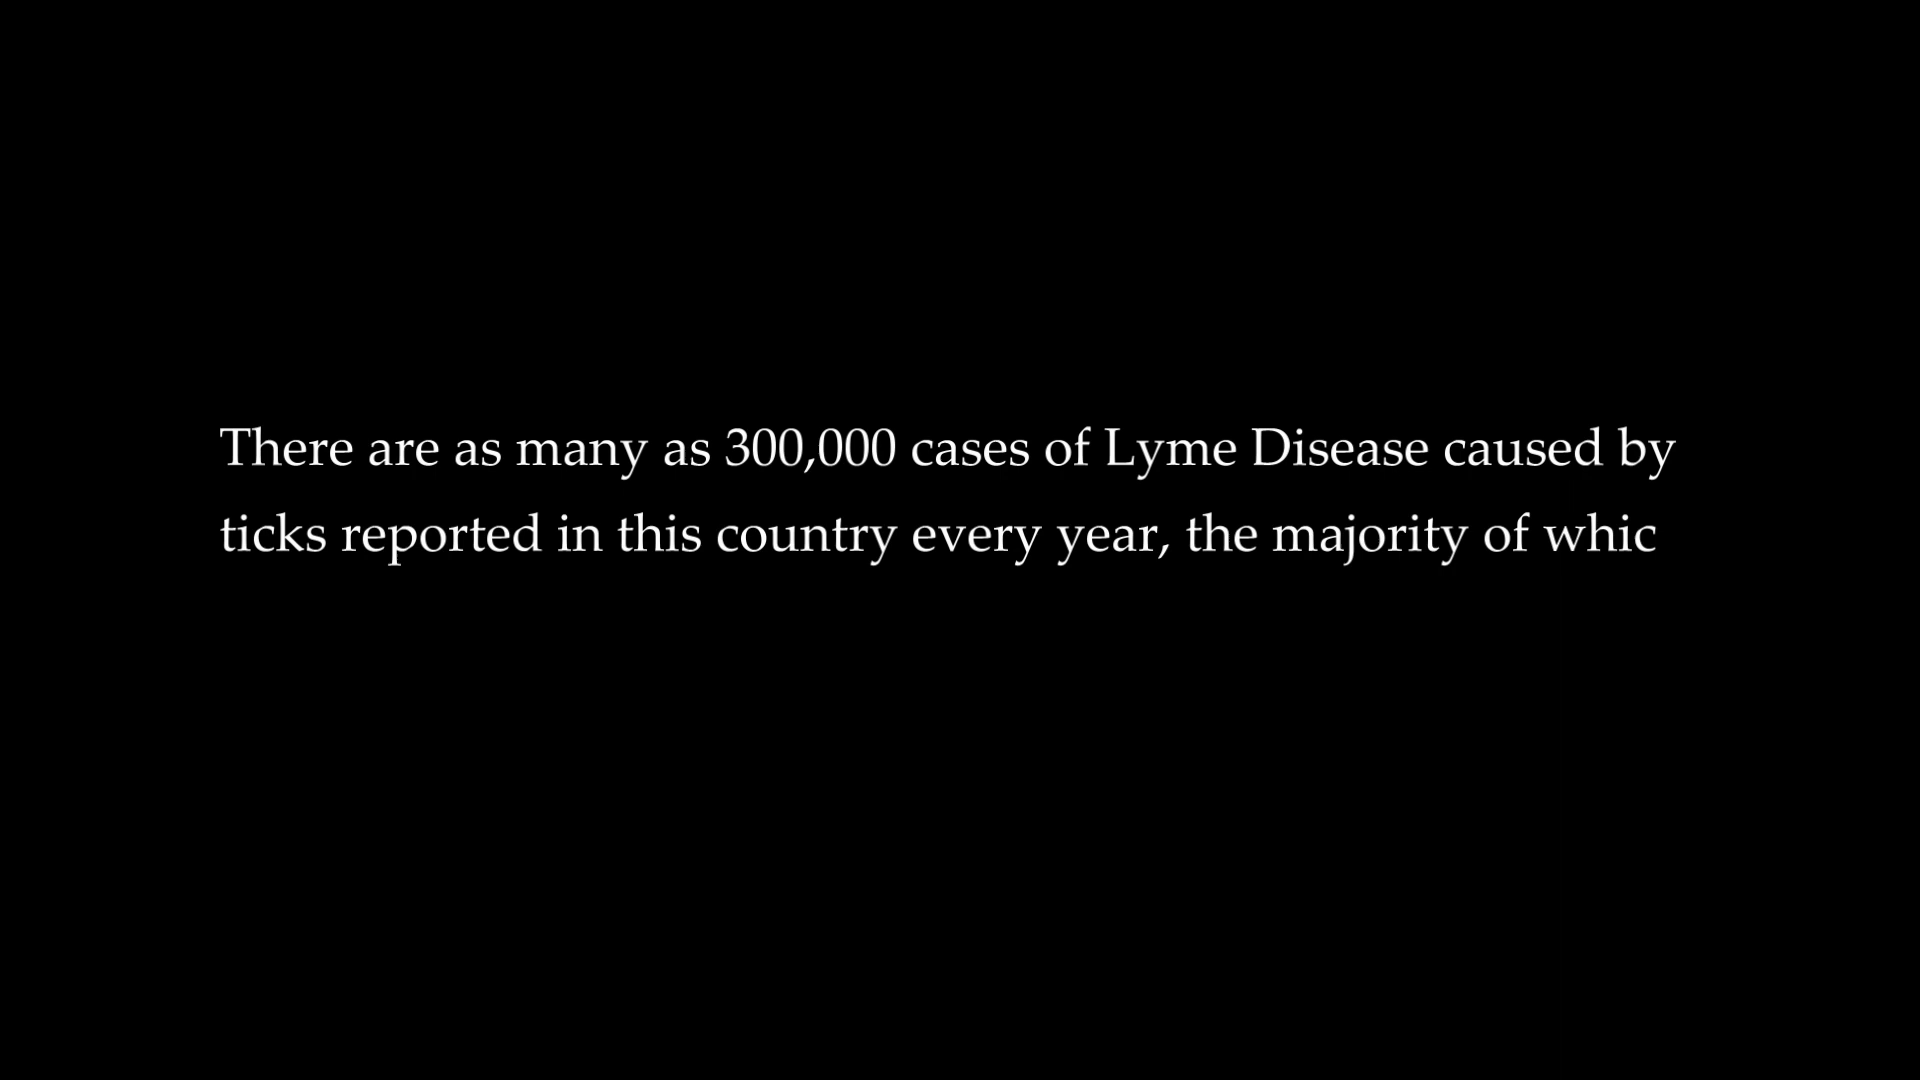 There are as many as 300,000 cases of Lyme Disease caused by
ticks reported in this country every year, the majority of whic